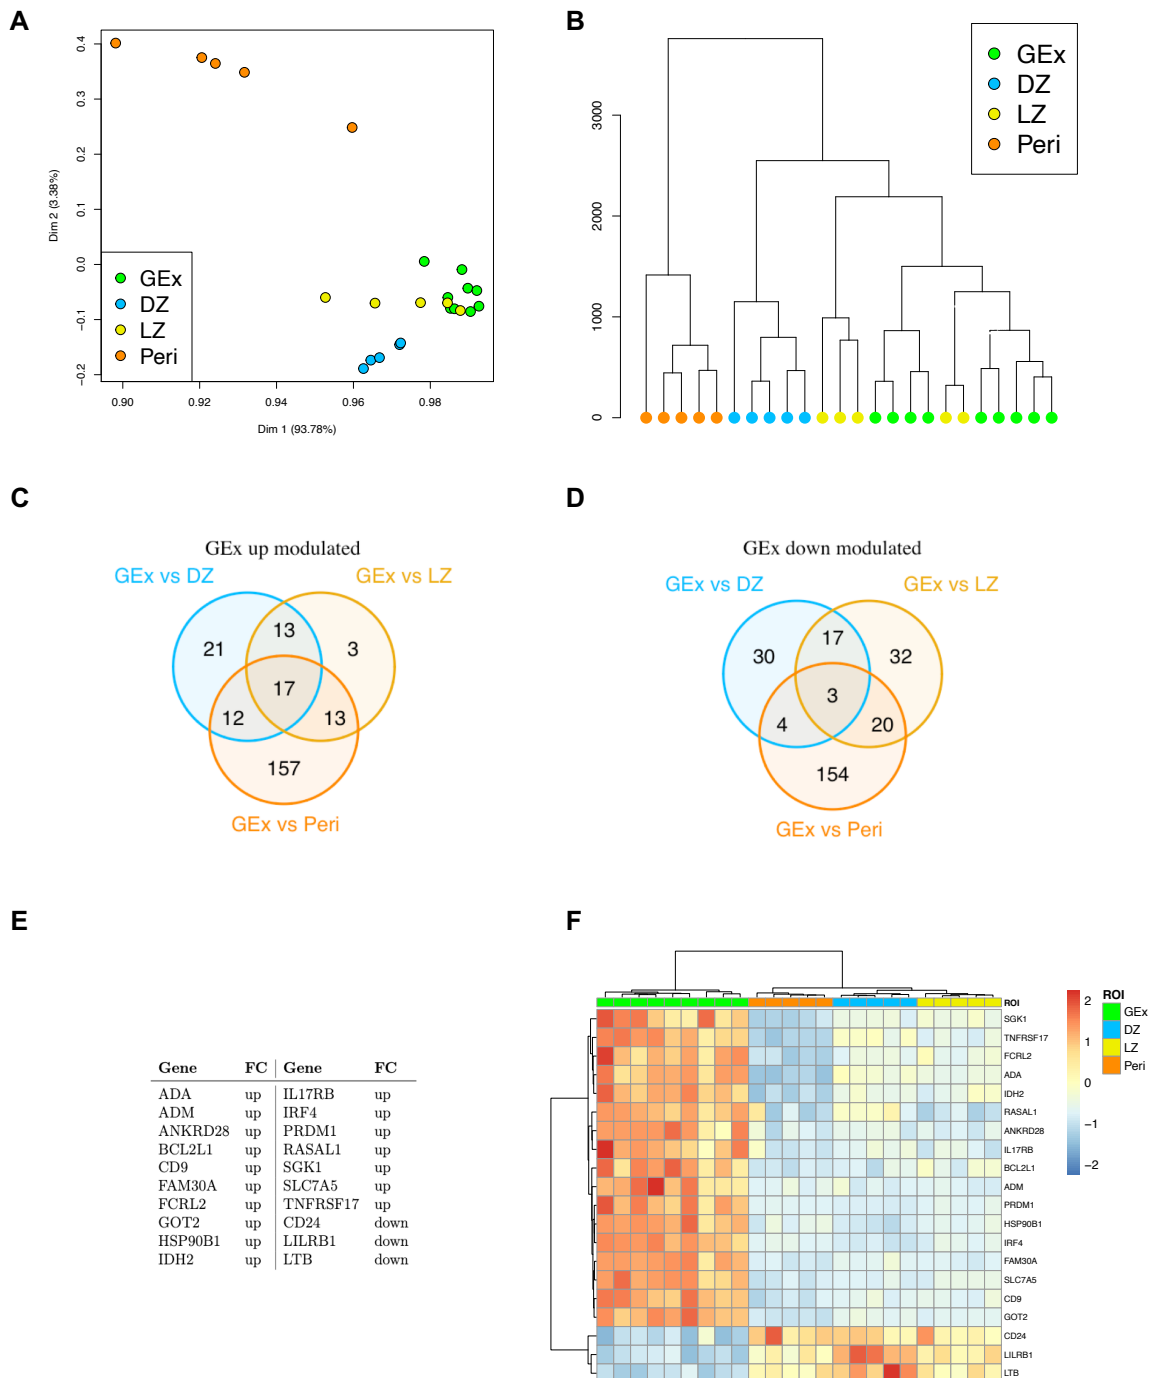 A
0.4
0.3
0.2
0.1
0.0
−0.1
−0.2
Dim 2 (3.38%)
GEx
DZ
LZ
Peri
0.90
0.92
0.94
0.96
0.98
Dim 1 (93.78%)
B
3000
2000
1000
0
GEx
DZ
LZ
Peri
C
GEx up modulated
GEx vs DZ
GEx vs LZ
21
13
3
17
12
13
157
GEx vs Peri
D
GEx down modulated
GEx vs DZ
GEx vs LZ
30
17
32
3
4
20
154
GEx vs Peri
E
Gene FC Gene FC
ADA up IL17RB up
ADM up IRF4 up
ANKRD28 up PRDM1 up
BCL2L1 up RASAL1 up
CD9 up SGK1 up
FAM30A up SLC7A5 up
FCRL2 up TNFRSF17 up
GOT2 up CD24 down
HSP90B1 up LILRB1 down
IDH2 up LTB down
F
ROI
SGK1
TNFRSF17
FCRL2
ADA
IDH2
RASAL1
ANKRD28
IL17RB
BCL2L1
ADM
PRDM1
HSP90B1
IRF4
FAM30A
SLC7A5
CD9
GOT2
CD24
LILRB1
LTB
2
1
0
−1
−2
ROI
GEx
DZ
LZ
Peri